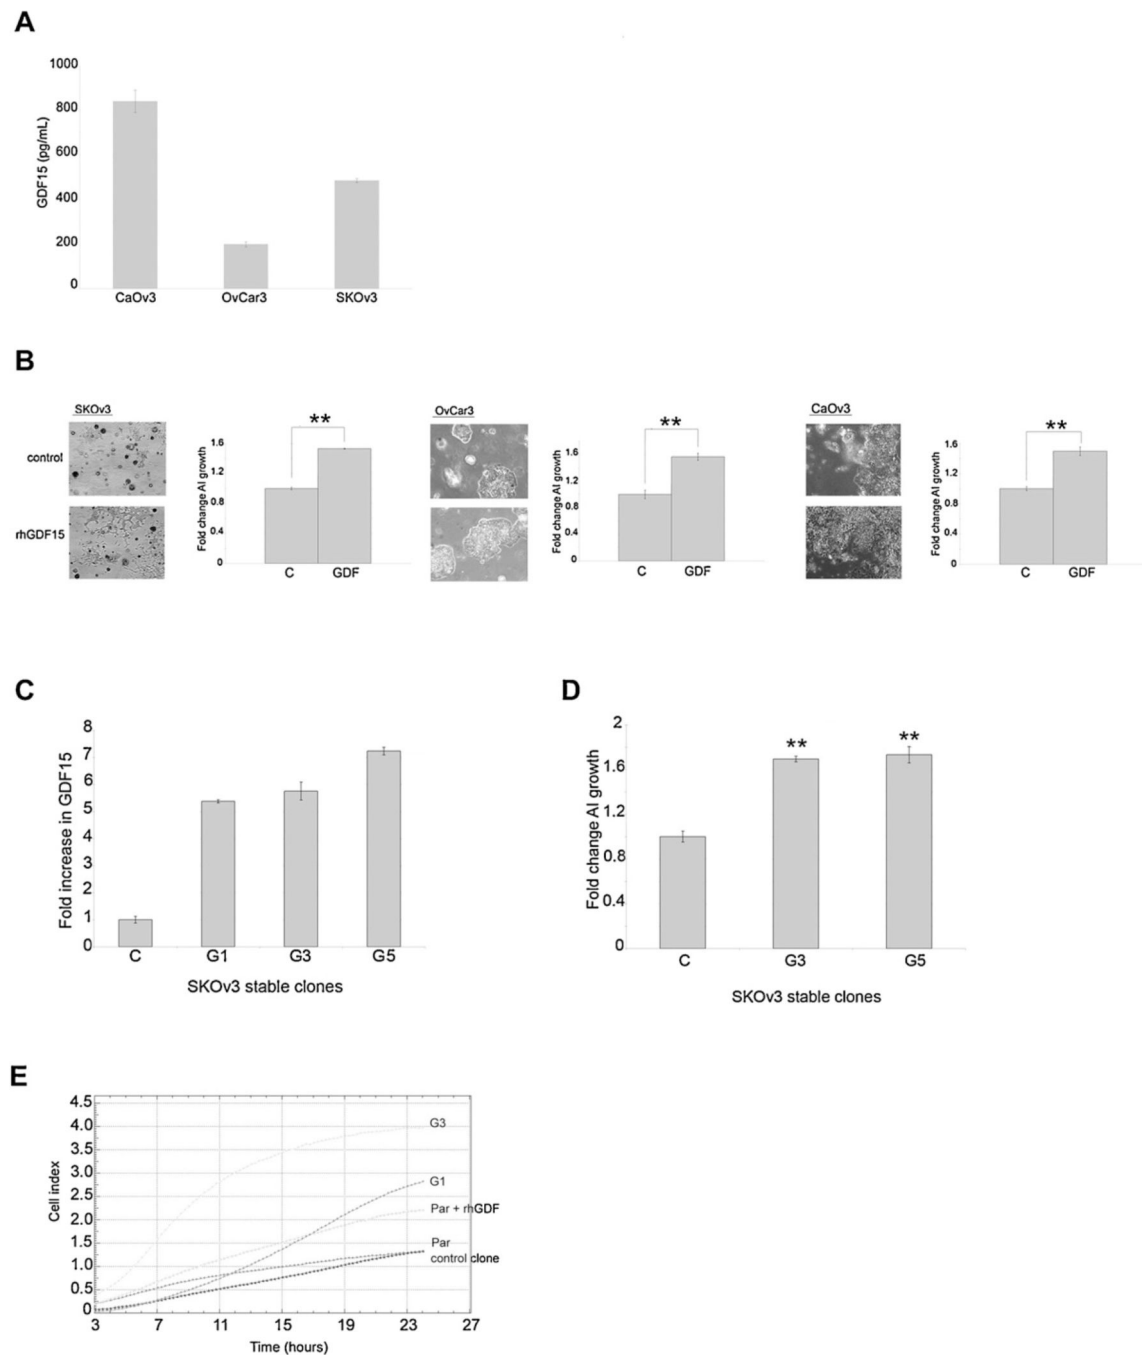 A
1000
800
600
400
200
0
GDF15 (pg/mL)
CaOv3 OvCar3 SKOv3
B
SKOv3
control
rhGDF15
**
1.6
1.2
0.8
0.4
0
Fold change AI growth
C GDF
OvCar3
**
1.6
1.2
0.8
0.4
0
Fold change AI growth
C GDF
CaOv3
**
1.6
1.2
0.8
0.4
0
Fold change AI growth
C GDF
C
8
7
6
5
4
3
2
1
0
Fold increase in GDF15
C G1 G3 G5
SKOv3 stable clones
D
2
1.6
1.2
0.8
0.4
0
Fold change AI growth
** **
C G3 G5
SKOv3 stable clones
E
4.5
4.0
3.5
3.0
2.5
2.0
1.5
1.0
0.5
0
Cell index
G3
G1
Par + rhGDF
Par
control clone
3 7 11 15 19 23 27
Time (hours)